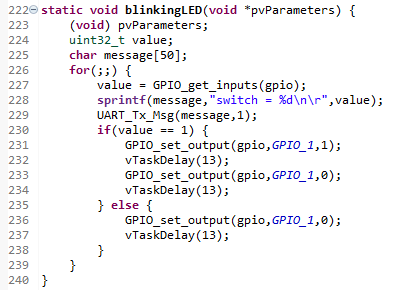 222 static void blinkingLED(void *pvParameters) {
223     (void) pvParameters;
224     uint32_t value;
225     char message[50];
226     for(;;) {
227         value = GPIO_get_inputs(gpio);
228         sprintf(message,"switch = %d\n\r",value);
229         UART_Tx_Msg(message,1);
230         if(value == 1) {
231             GPIO_set_output(gpio,GPIO_1,1);
232             vTaskDelay(13);
233             GPIO_set_output(gpio,GPIO_1,0);
234             vTaskDelay(13);
235         } else {
236             GPIO_set_output(gpio,GPIO_1,0);
237             vTaskDelay(13);
238         }
239     }
240 }